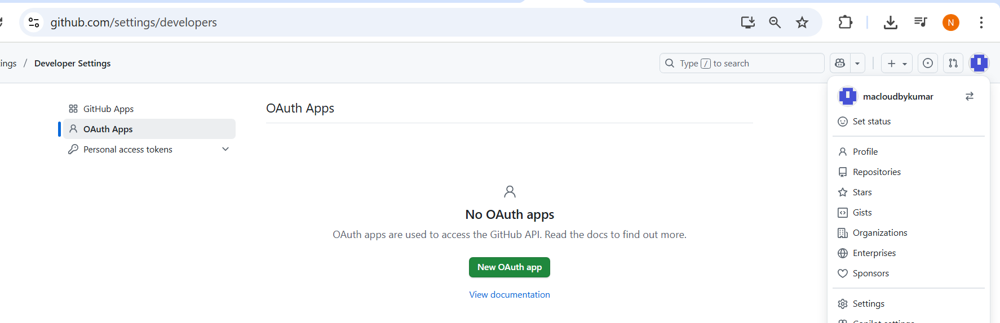 github.com/settings/developers
N
ings / Developer Settings
Type / to search
GitHub Apps
OAuth Apps
Personal access tokens
OAuth Apps
No OAuth apps
OAuth apps are used to access the GitHub API. Read the docs to find out more.
New OAuth app
View documentation
macloudbykumar
Set status
Profile
Repositories
Stars
Gists
Organizations
Enterprises
Sponsors
Settings
Copilot settings